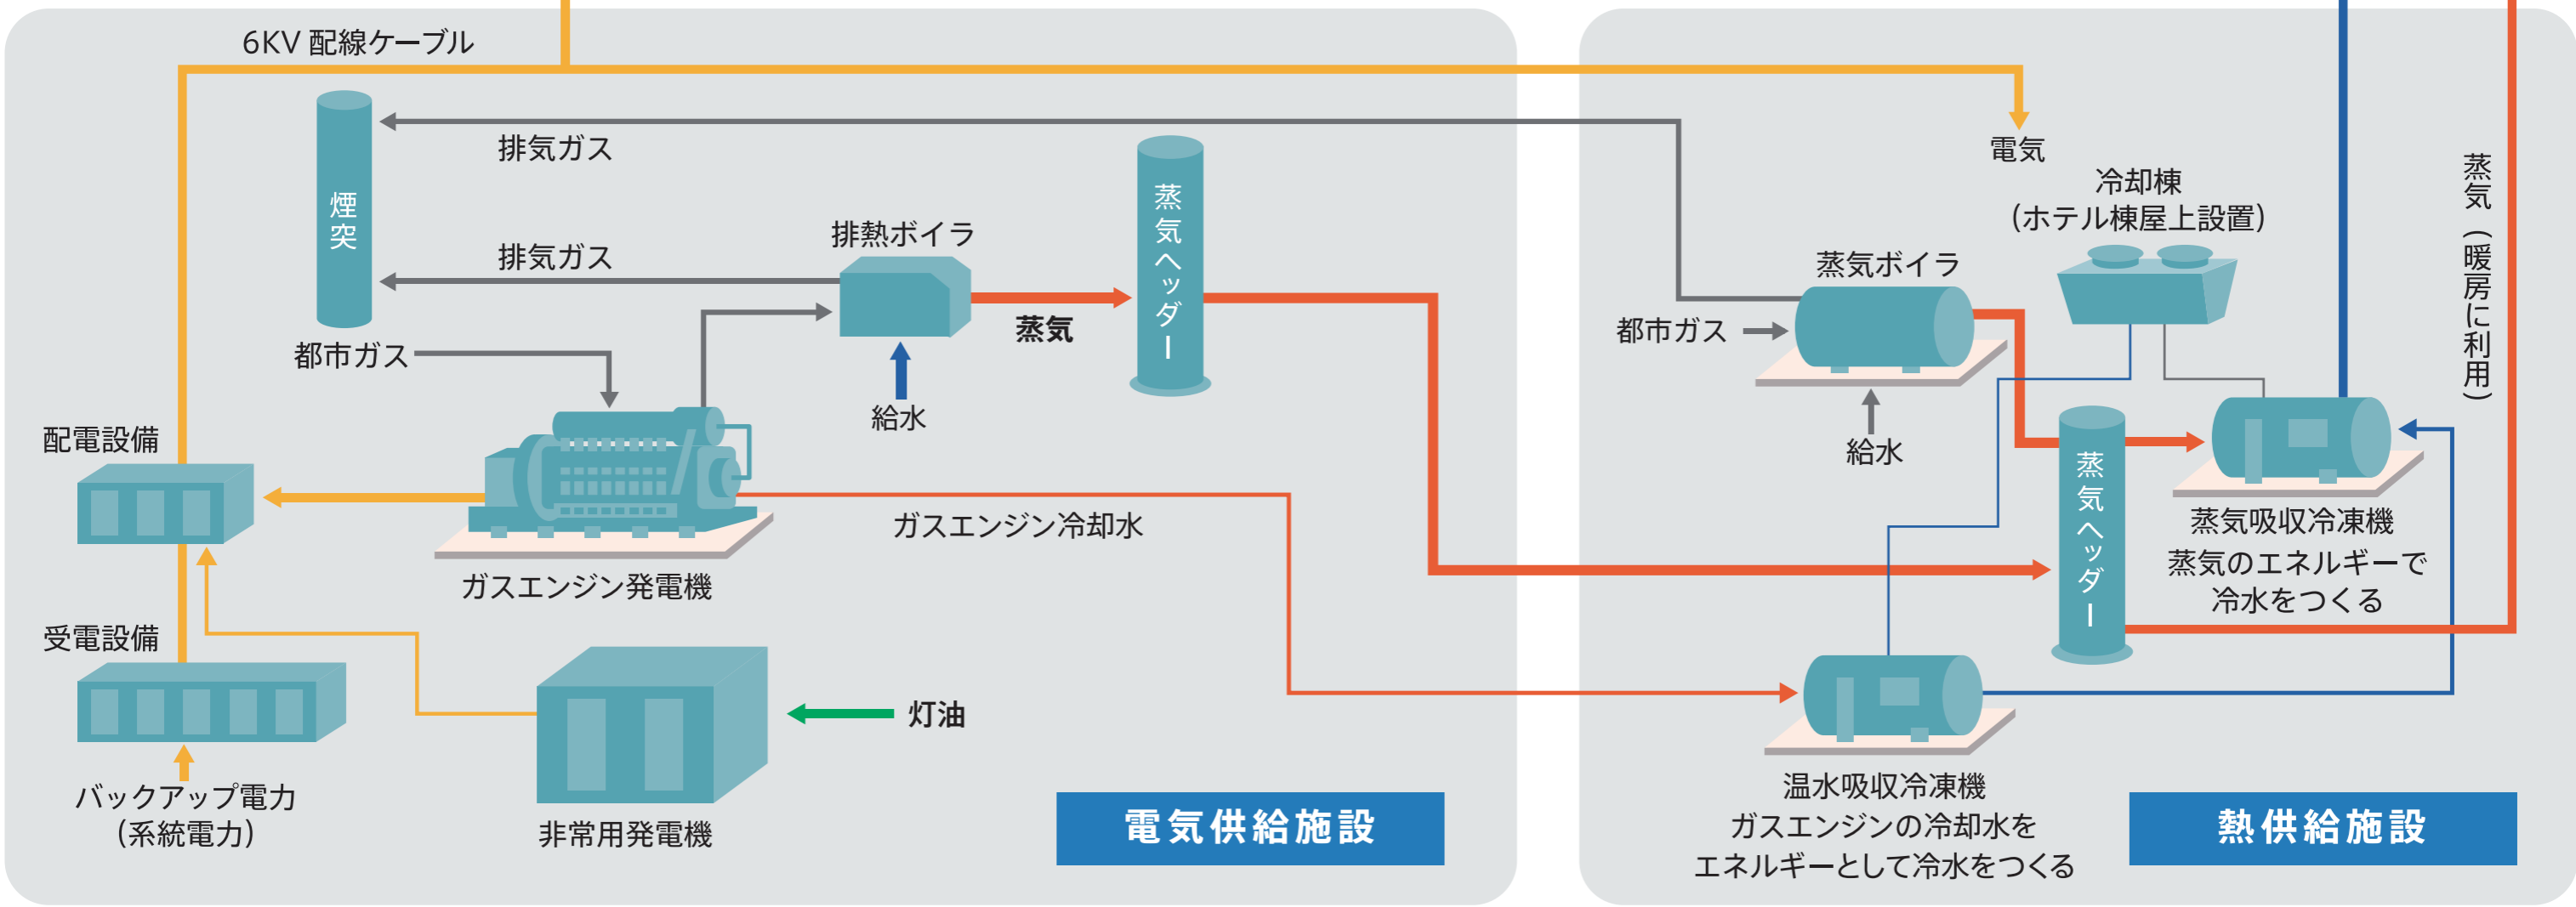 6KV 配線ケーブル
排気ガス
煙突
排気ガス
排熱ボイラ
蒸気
蒸気ヘッダー
都市ガス
給水
配電設備
ガスエンジン発電機
ガスエンジン冷却水
受電設備
灯油
バックアップ電力
（系統電力）
非常用発電機
電気供給施設
電気
冷却棟
（ホテル棟屋上設置）
蒸気（暖房に利用）
蒸気ボイラ
都市ガス
給水
蒸気ヘッダー
蒸気吸収冷凍機
蒸気のエネルギーで
冷水をつくる
温水吸収冷凍機
ガスエンジンの冷却水を
エネルギーとして冷水をつくる
熱供給施設